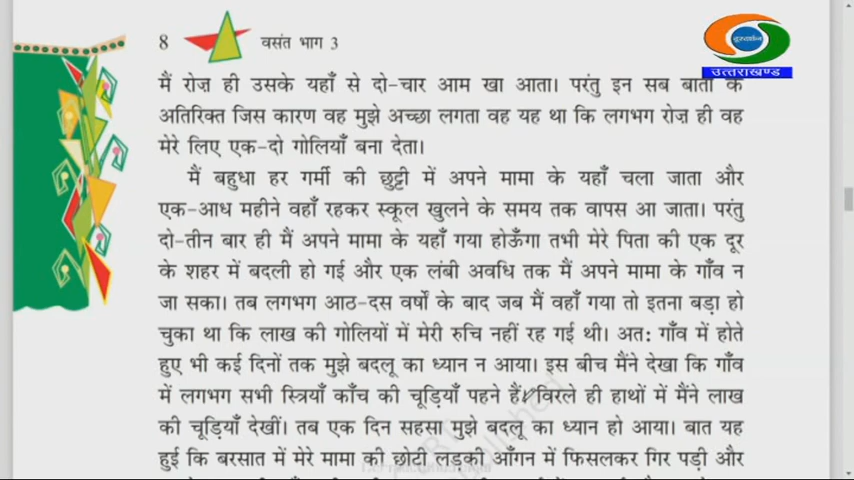 8 वसंत भाग 3
दूरदर्शन
उत्तराखण्ड
मैं रोज़ ही उसके यहाँ से दो-चार आम खा आता। परंतु इन सब बातों के
अतिरिक्त जिस कारण वह मुझे अच्छा लगता वह यह था कि लगभग रोज़ ही वह
मेरे लिए एक-दो गोलियाँ बना देता।
मैं बहुधा हर गर्मी की छुट्टी में अपने मामा के यहाँ चला जाता और
एक-आध महीने वहाँ रहकर स्कूल खुलने के समय तक वापस आ जाता। परंतु
दो-तीन बार ही मैं अपने मामा के यहाँ गया होऊँगा तभी मेरे पिता की एक दूर
के शहर में बदली हो गई और एक लंबी अवधि तक मैं अपने मामा के गाँव न
जा सका। तब लगभग आठ-दस वर्षों के बाद जब मैं वहाँ गया तो इतना बड़ा हो
चुका था कि लाख की गोलियों में मेरी रुचि नहीं रह गई थी। अत: गाँव में होते
हुए भी कई दिनों तक मुझे बदलू का ध्यान न आया। इस बीच मैंने देखा कि गाँव
में लगभग सभी स्त्रियाँ काँच की चूड़ियाँ पहने हैं। विरले ही हाथों में मैंने लाख
की चूड़ियाँ देखीं। तब एक दिन सहसा मुझे बदलू का ध्यान हो आया। बात यह
हुई कि बरसात में मेरे मामा की छोटी लड़की आँगन में फिसलकर गिर पड़ी और